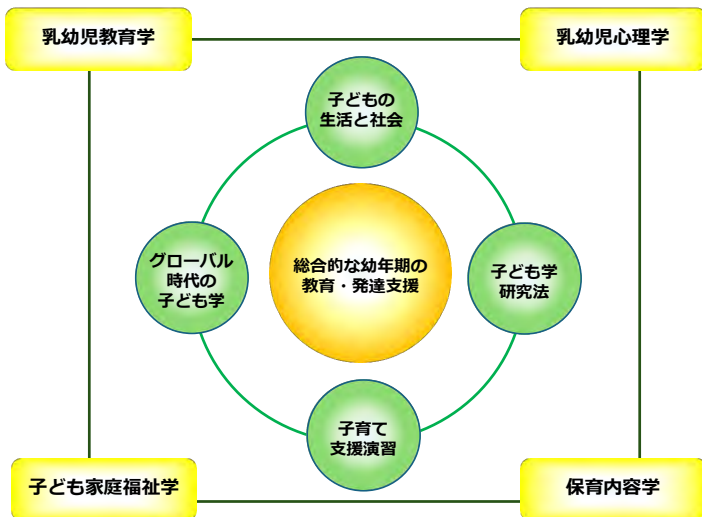 乳幼児教育学
乳幼児心理学
子どもの
生活と社会
グローバル
時代の
子ども学
総合的な幼年期の
教育・発達支援
子ども学
研究法
子育て
支援演習
子ども家庭福祉学
保育内容学